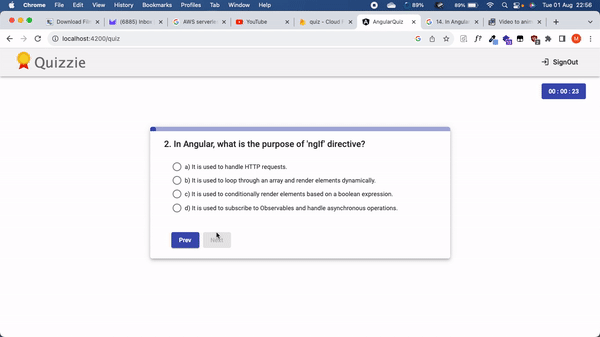 Chrome File Edit View History Bookmarks Profiles Tab Window Help 89% 89% Tue 01 Aug 22:56
Download Fil (6885) Inbox AWS serverle YouTube quiz - Cloud F AngularQuiz 14. In Angula Video to anim
localhost:4200/quiz
Quizzie
SignOut
00 : 00 : 23
2. In Angular, what is the purpose of 'ngIf' directive?
a) It is used to handle HTTP requests.
b) It is used to loop through an array and render elements dynamically.
c) It is used to conditionally render elements based on a boolean expression.
d) It is used to subscribe to Observables and handle asynchronous operations.
Prev Next